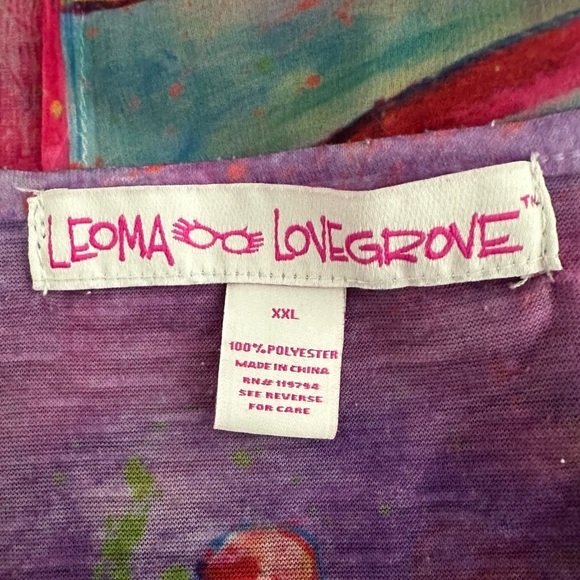 LEOMA LOVEGROVE™
XXL
100% POLYESTER
MADE IN CHINA
RN# 119794
SEE REVERSE
FOR CARE